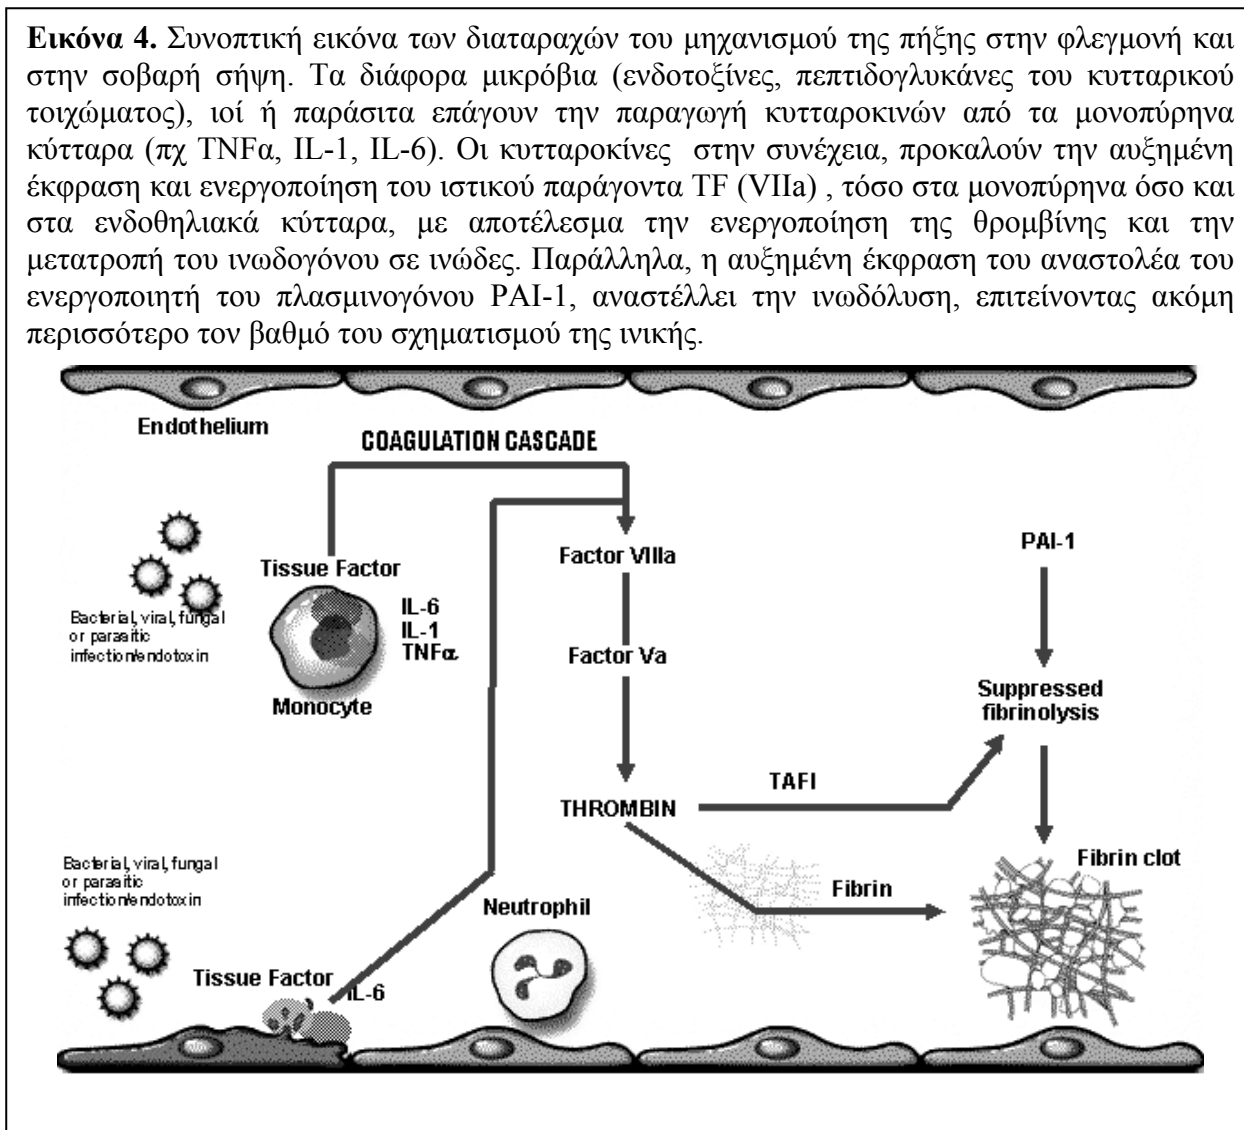 Εικόνα 4. Συνοπτική εικόνα των διαταραχών του μηχανισμού της πήξης στην φλεγμονή και
στην σοβαρή σήψη. Τα διάφορα μικρόβια (ενδοτοξίνες, πεπτιδογλυκάνες του κυτταρικού
τοιχώματος), ιοί ή παράσιτα επάγουν την παραγωγή κυτταροκινών από τα μονοπύρηνα
κύτταρα (πχ TNFα, IL-1, IL-6). Οι κυτταροκίνες στην συνέχεια, προκαλούν την αυξημένη
έκφραση και ενεργοποίηση του ιστικού παράγοντα TF (VIIa) , τόσο στα μονοπύρηνα όσο και
στα ενδοθηλιακά κύτταρα, με αποτέλεσμα την ενεργοποίηση της θρομβίνης και την
μετατροπή του ινωδογόνου σε ινώδες. Παράλληλα, η αυξημένη έκφραση του αναστολέα του
ενεργοποιητή του πλασμινογόνου PAI-1, αναστέλλει την ινωδόλυση, επιτείνοντας ακόμη
περισσότερο τον βαθμό του σχηματισμού της ινικής.
Endothelium
COAGULATION CASCADE
Tissue Factor
IL-6
IL-1
TNFα
Monocyte
Bacterial, viral, fungal
or parasitic
infection/endotoxin
Factor VIIIa
Factor Va
THROMBIN
PAI-1
Suppressed
fibrinolysis
TAFI
Fibrin
Fibrin clot
Bacterial, viral, fungal
or parasitic
infection/endotoxin
Neutrophil
Tissue Factor
IL-6